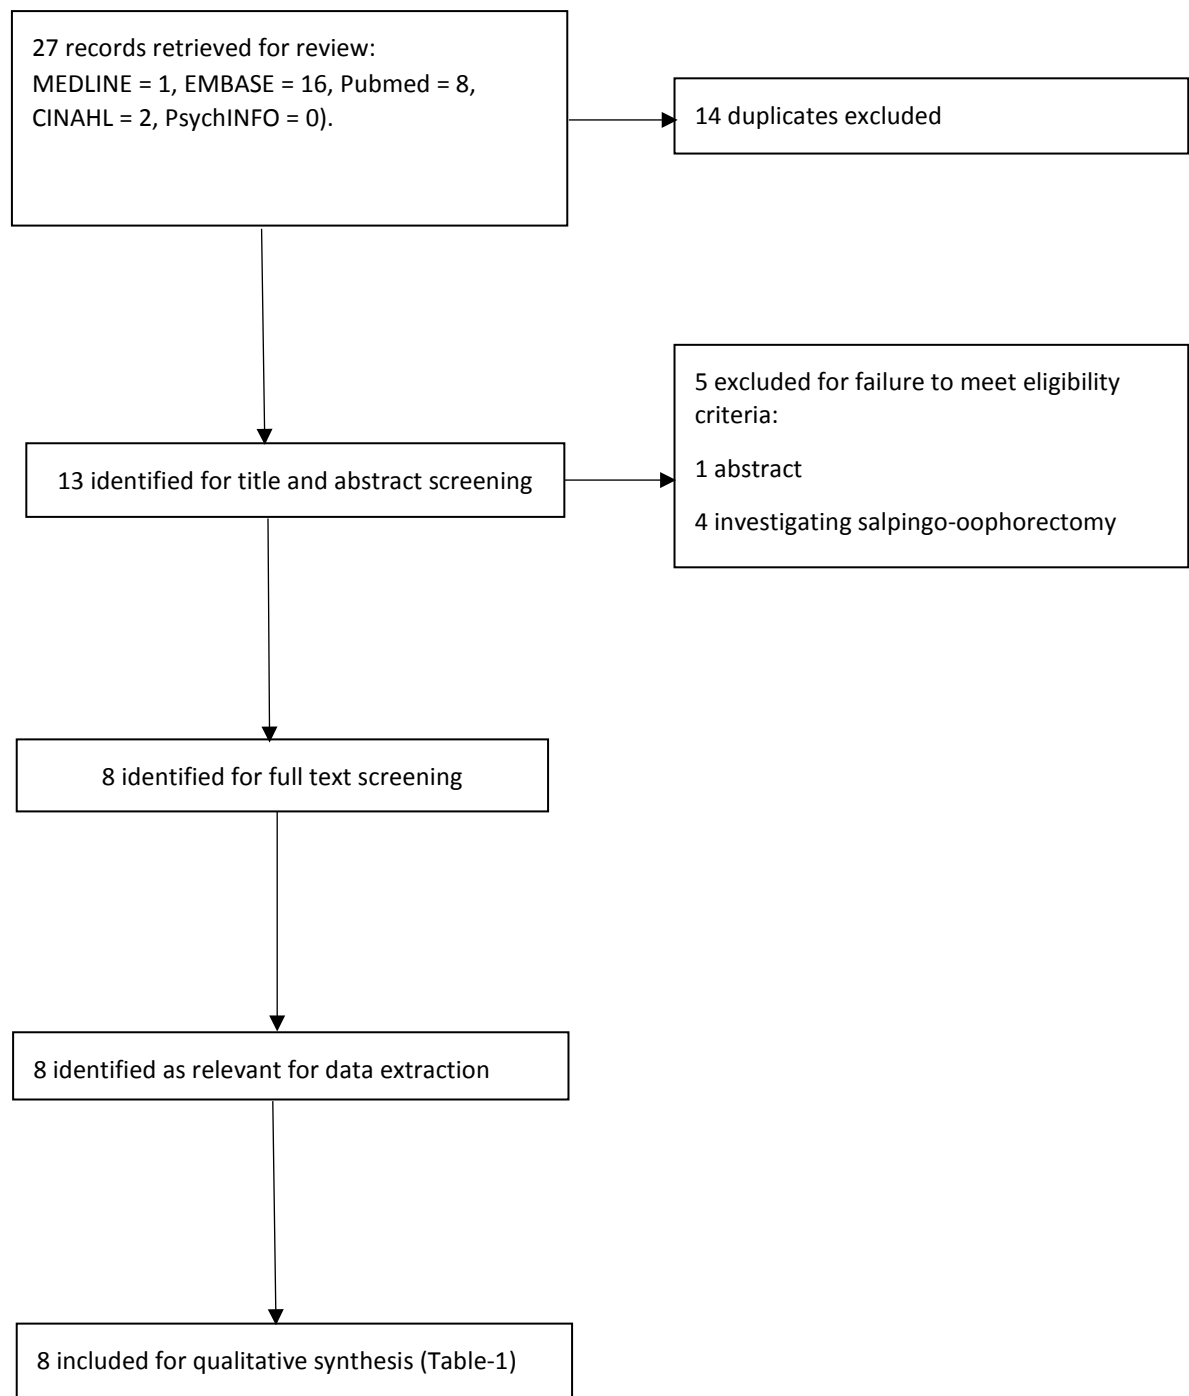 27 records retrieved for review:
MEDLINE = 1, EMBASE = 16, Pubmed = 8,
CINAHL = 2, PsychINFO = 0).
14 duplicates excluded
13 identified for title and abstract screening
5 excluded for failure to meet eligibility
criteria:
1 abstract
4 investigating salpingo-oophorectomy
8 identified for full text screening
8 identified as relevant for data extraction
8 included for qualitative synthesis (Table-1)